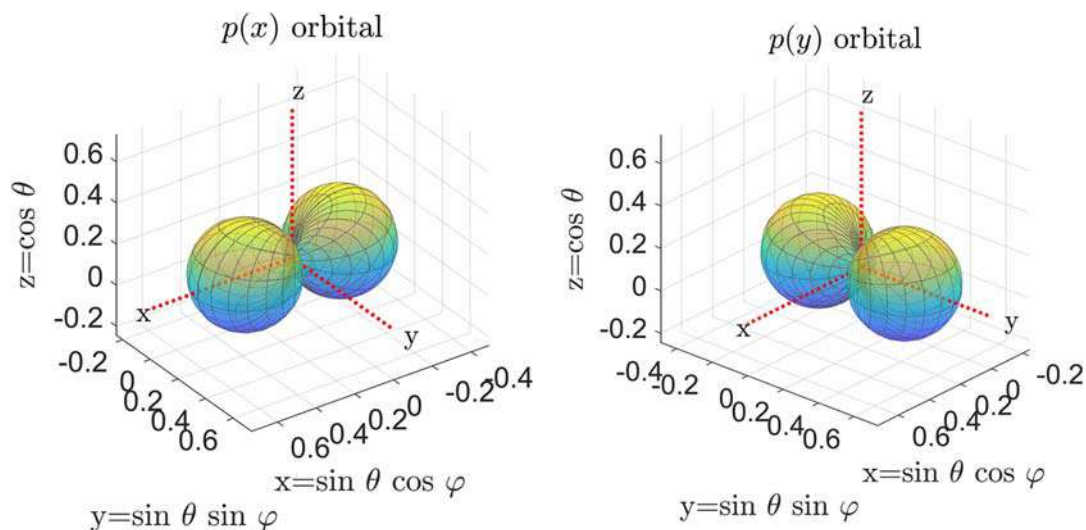 p(x) orbital
z
0.6
0.4
0.2
0
-0.2
z=cos θ
x
y
-0.2
0
0.2
0.4
0.6
0.6
0.4
0.2
0
-0.2
-0.4
x=sin θ cos φ
y=sin θ sin φ
p(y) orbital
z
0.6
0.4
0.2
0
-0.2
z=cos θ
x
y
-0.4
-0.2
0
0.2
0.4
0.6
0.6
0.4
0.2
0
-0.2
x=sin θ cos φ
y=sin θ sin φ